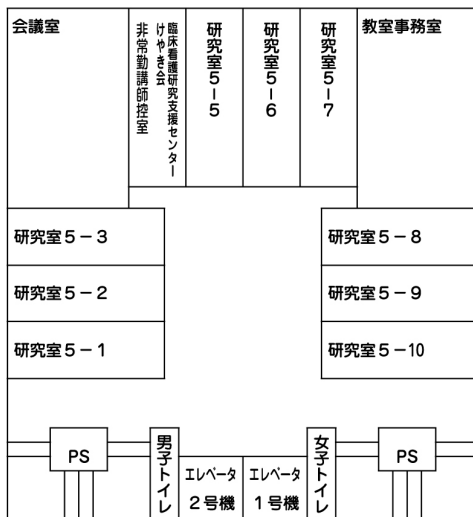 会議室
臨床看護研究支援センター
けやき会
非常勤講師控室
研究室5-5
研究室5-6
研究室5-7
教室事務室
研究室5-3
研究室5-8
研究室5-2
研究室5-9
研究室5-1
研究室5-10
PS
男子トイレ
エレベータ
2号機
エレベータ
1号機
女子トイレ
PS